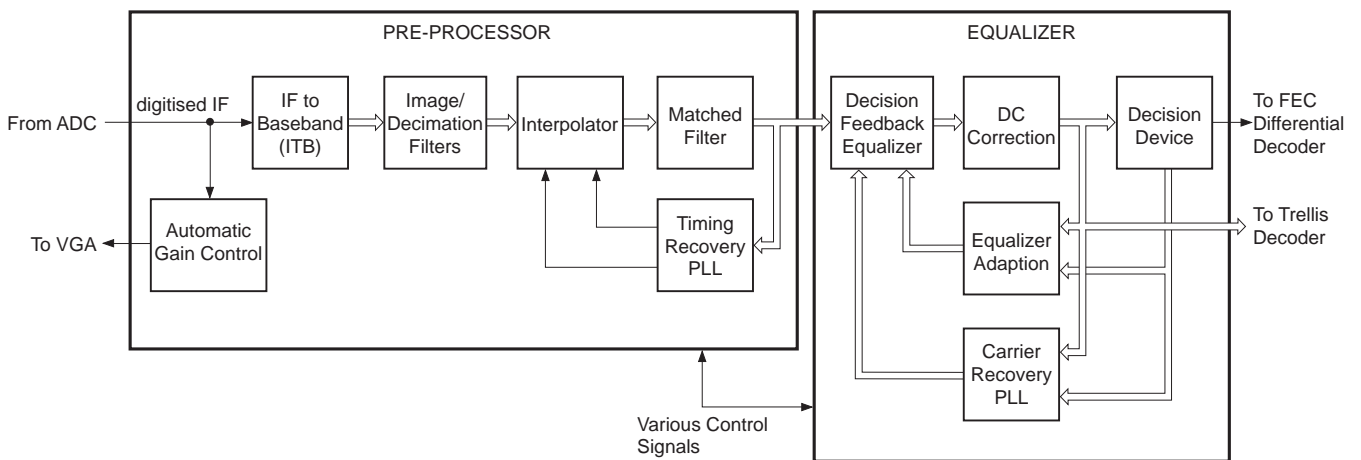 PRE-PROCESSOR
EQUALIZER
From ADC
digitised IF
IF to
Baseband
(ITB)
Image/
Decimation
Filters
Interpolator
Matched
Filter
Decision
Feedback
Equalizer
DC
Correction
Decision
Device
To FEC
Differential
Decoder
To VGA
Automatic
Gain Control
Timing
Recovery
PLL
Equalizer
Adaption
To Trellis
Decoder
Carrier
Recovery
PLL
Various Control
Signals